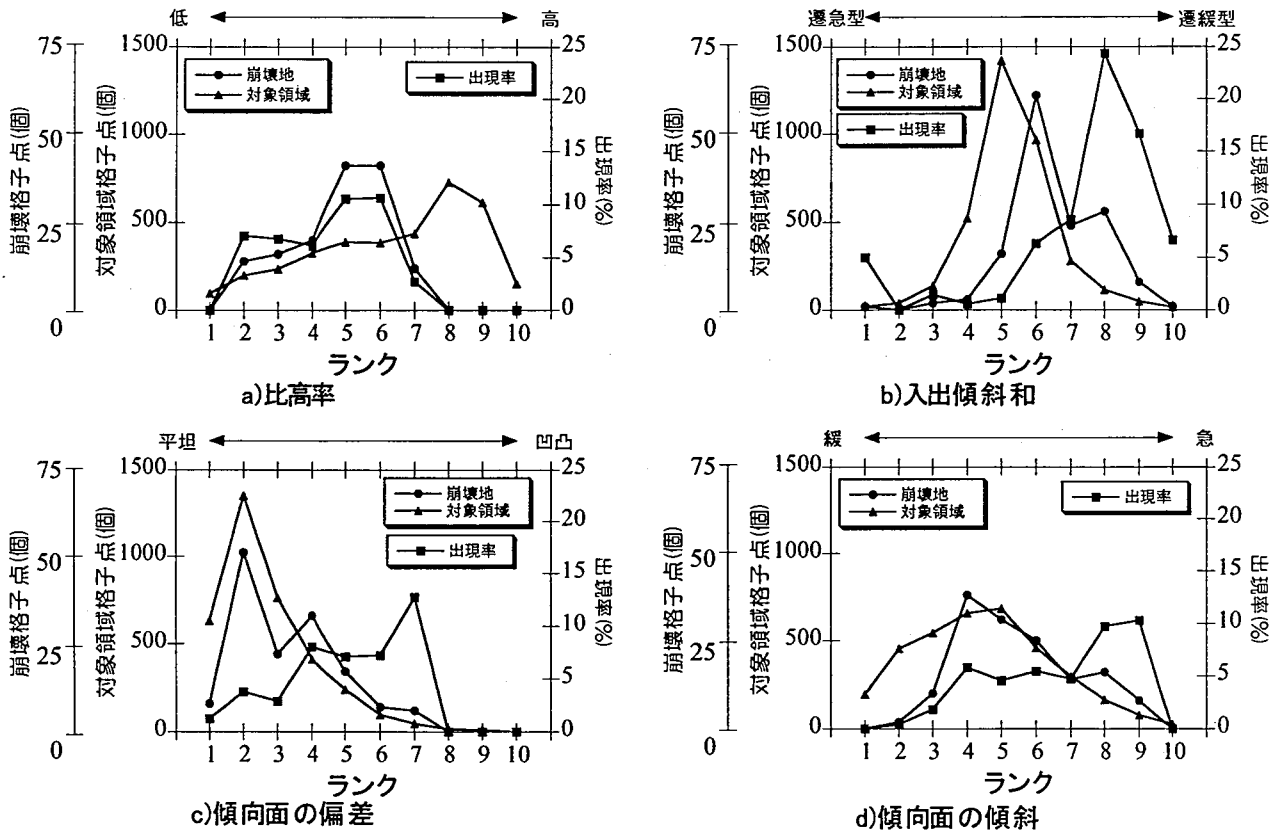 低 高
75 1500 25
崩壊地 出現率
対象領域
20
50 1000
15
崩壊格子点(個) 対象領域格子点(個) 出現率(%)
10
25 500
5
0 0 0
1 2 3 4 5 6 7 8 9 10
ランク
a)比高率
遷急型 遷緩型
75 1500 25
崩壊地
対象領域
20
出現率
50 1000
15
崩壊格子点(個) 対象領域格子点(個) 出現率(%)
10
25 500
5
0 0 0
1 2 3 4 5 6 7 8 9 10
ランク
b)入出傾斜和
平坦 凹凸
75 1500 25
崩壊地
対象領域
20
出現率
50 1000
15
崩壊格子点(個) 対象領域格子点(個) 出現率(%)
10
25 500
5
0 0 0
1 2 3 4 5 6 7 8 9 10
ランク
c)傾向面の偏差
緩 急
75 1500 25
崩壊地 出現率
対象領域
20
50 1000
15
崩壊格子点(個) 対象領域格子点(個) 出現率(%)
10
25 500
5
0 0 0
1 2 3 4 5 6 7 8 9 10
ランク
d)傾向面の傾斜